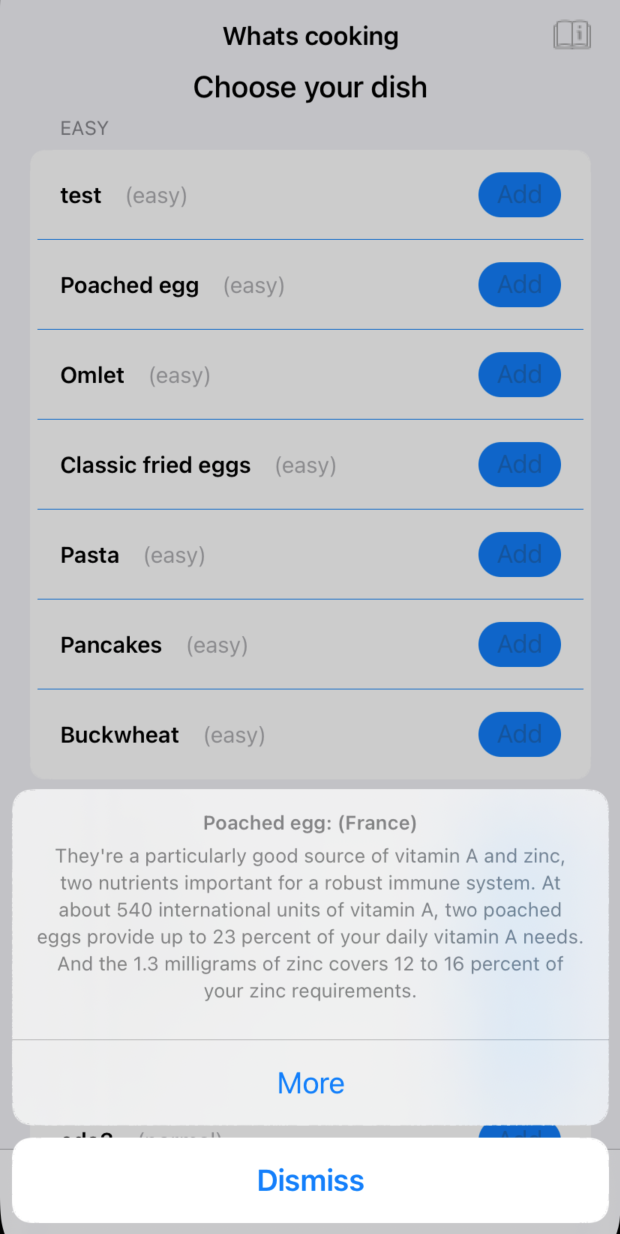 Whats cooking
Choose your dish
EASY
test (easy) Add
Poached egg (easy) Add
Omlet (easy) Add
Classic fried eggs (easy) Add
Pasta (easy) Add
Pancakes (easy) Add
Buckwheat (easy) Add
Poached egg: (France)
They're a particularly good source of vitamin A and zinc,
two nutrients important for a robust immune system. At
about 540 international units of vitamin A, two poached
eggs provide up to 23 percent of your daily vitamin A needs.
And the 1.3 milligrams of zinc covers 12 to 16 percent of
your zinc requirements.
More
(normal) Add
Dismiss